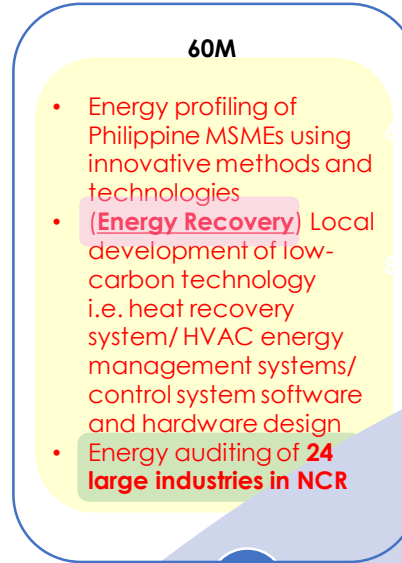 60M
• Energy profiling of
Philippine MSMEs using
innovative methods and
technologies
• (Energy Recovery) Local
development of low-
carbon technology
i.e. heat recovery
system/ HVAC energy
management systems/
control system software
and hardware design
• Energy auditing of 24
large industries in NCR